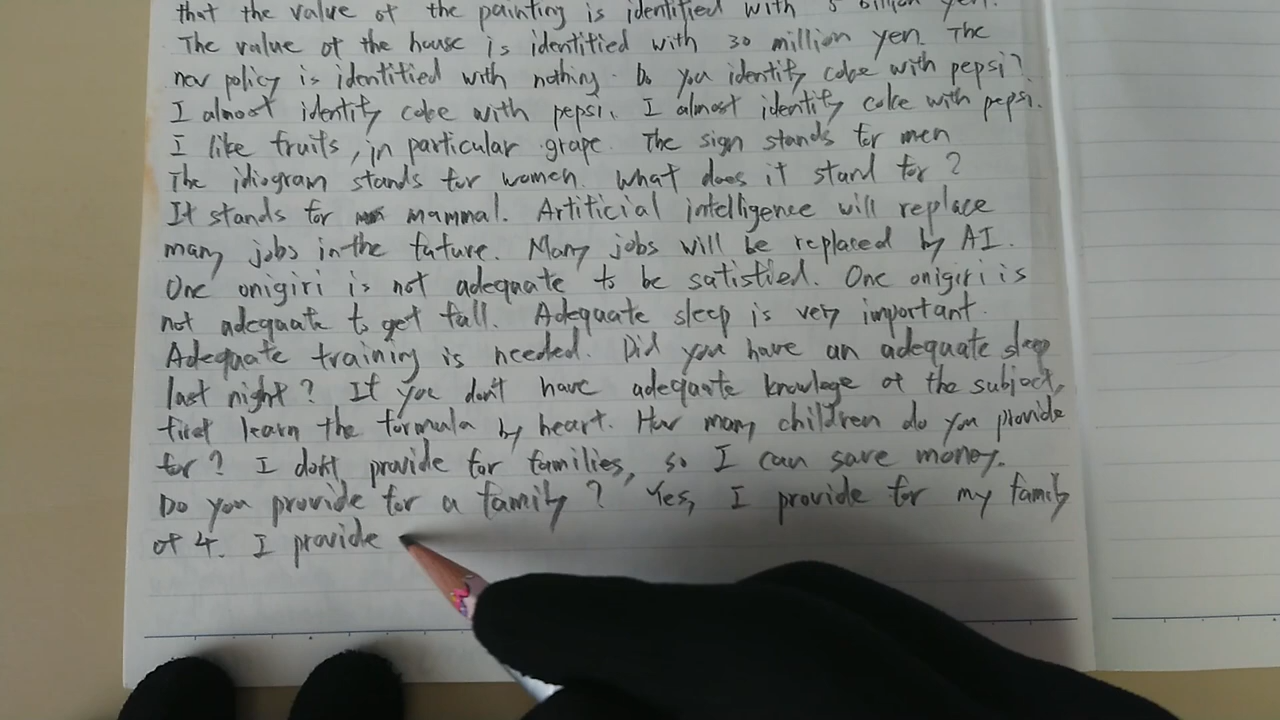 that the value of the painting is identified with 5 billion yen.
The value of the house is identified with 30 million yen. The
new policy is identified with nothing. Do you identify coke with pepsi?
I almost identify coke with pepsi. I almost identify coke with pepsi.
I like fruits, in particular grape. The sign stands for men
The idiogram stands for women. What does it stand for?
It stands for mammal. Artificial intelligence will replace
many jobs in the future. Many jobs will be replaced by AI.
One onigiri is not adequate to be satisfied. One onigiri is
not adequate to get full. Adequate sleep is very important.
Adequate training is needed. Did you have an adequate sleep
last night? If you don't have adequate knowlege of the subject,
first learn the formula by heart. How many children do you provide
for? I don't provide for families, so I can save money.
Do you provide for a family? Yes, I provide for my family
of 4. I provide